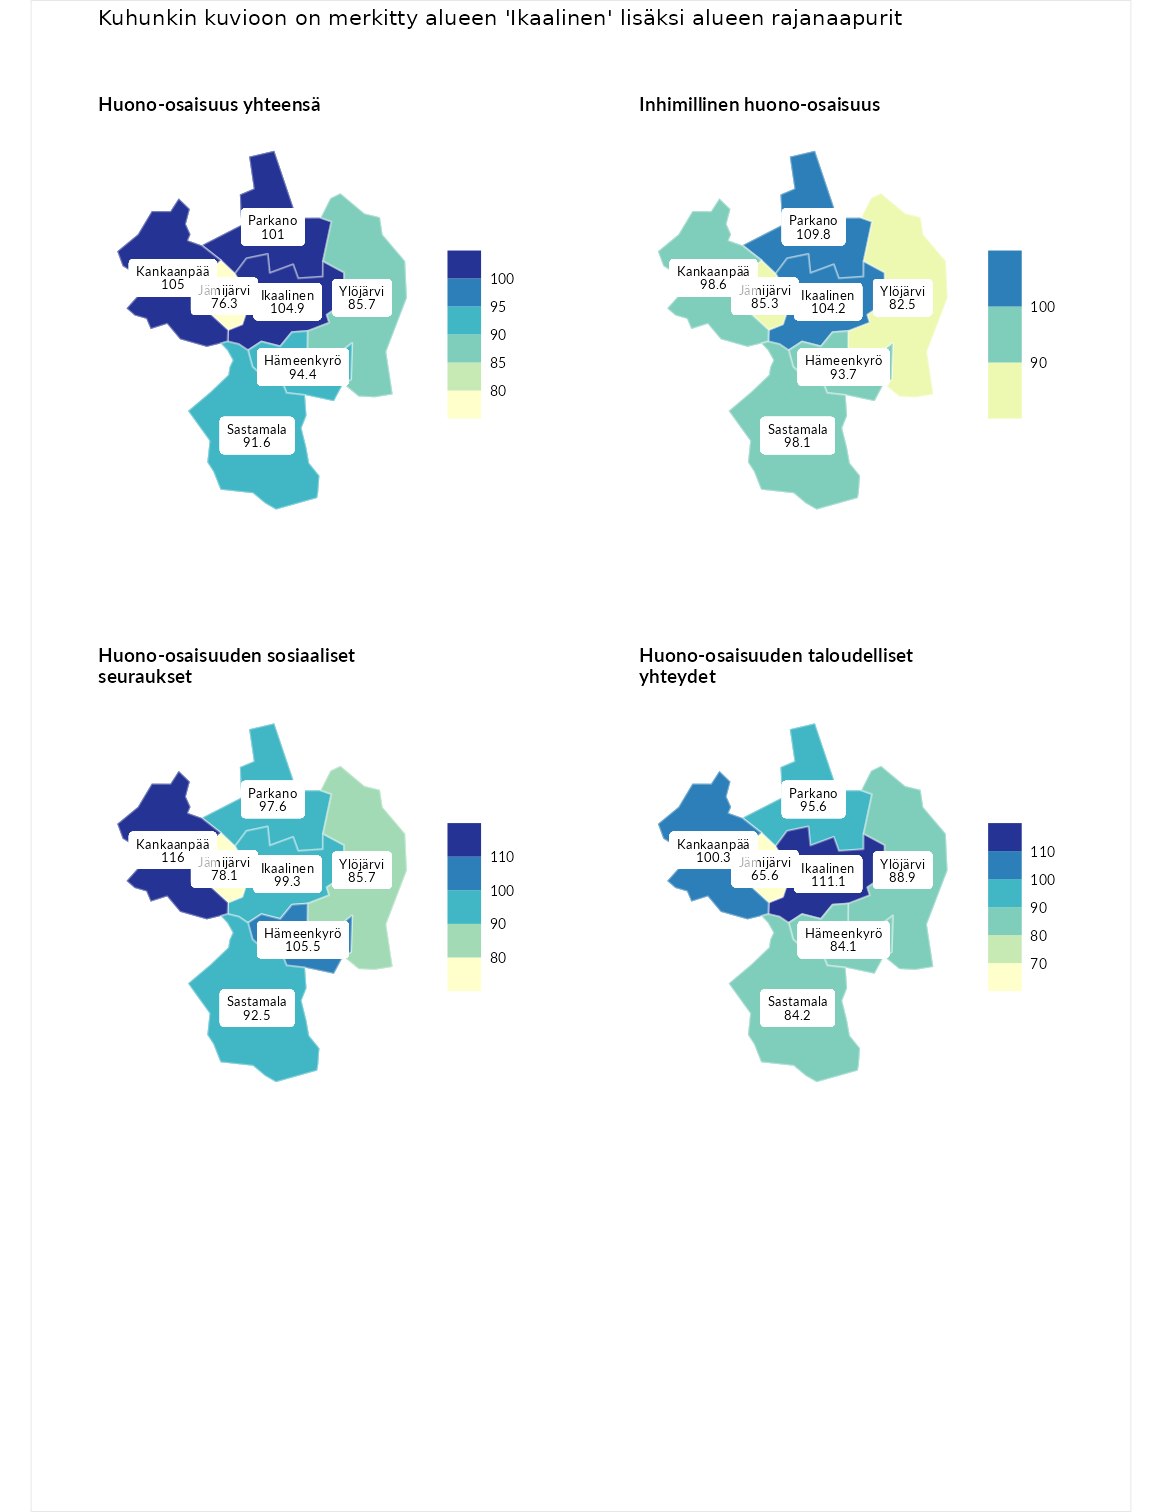 Kuhunkin kuvioon on merkitty alueen 'Ikaalinen' lisäksi alueen rajanaapurit
Huono-osaisuus yhteensä
Parkano
101
Kankaanpää
105
Jämijärvi
76.3
Ikaalinen
104.9
Ylöjärvi
85.7
Hämeenkyrö
94.4
Sastamala
91.6
100
95
90
85
80
Inhimillinen huono-osaisuus
Parkano
109.8
Kankaanpää
98.6
Jämijärvi
85.3
Ikaalinen
104.2
Ylöjärvi
82.5
Hämeenkyrö
93.7
Sastamala
98.1
100
90
Huono-osaisuuden sosiaaliset
seuraukset
Parkano
97.6
Kankaanpää
116
Jämijärvi
78.1
Ikaalinen
99.3
Ylöjärvi
85.7
Hämeenkyrö
105.5
Sastamala
92.5
110
100
90
80
Huono-osaisuuden taloudelliset
yhteydet
Parkano
95.6
Kankaanpää
100.3
Jämijärvi
65.6
Ikaalinen
111.1
Ylöjärvi
88.9
Hämeenkyrö
84.1
Sastamala
84.2
110
100
90
80
70